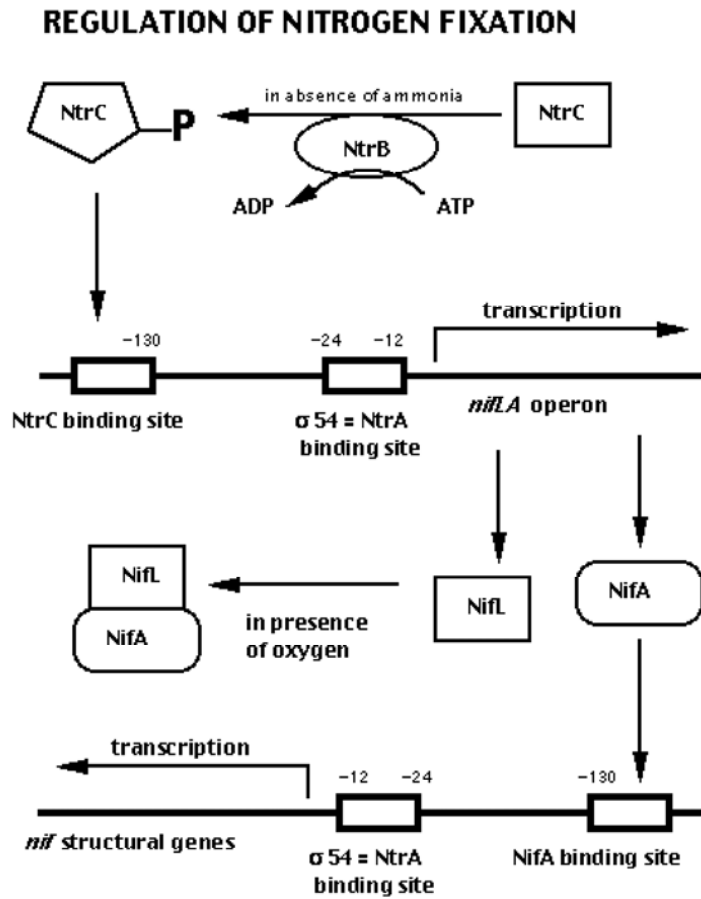 REGULATION OF NITROGEN FIXATION
NtrC
P
in absence of ammonia
NtrC
NtrB
ADP
ATP
transcription
-130
-24
-12
NtrC binding site
σ 54 = NtrA
binding site
nifLA operon
NifL
NifA
in presence
of oxygen
NifL
NifA
transcription
-12
-24
-130
nif structural genes
σ 54 = NtrA
binding site
NifA binding site